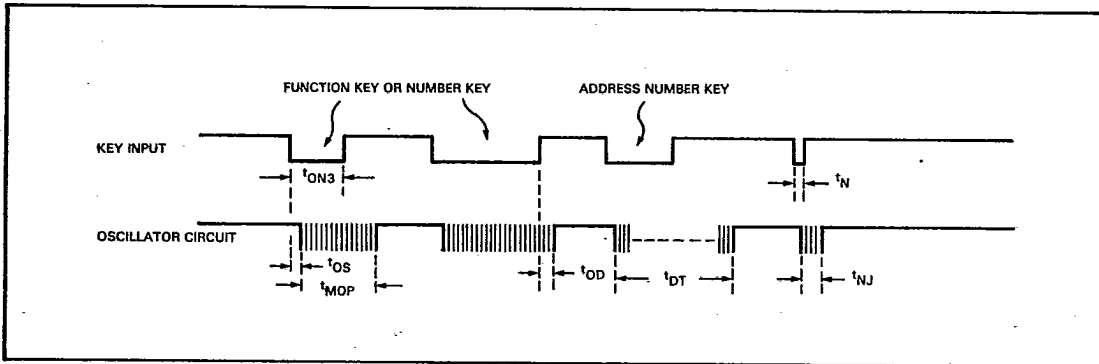 FUNCTION KEY OR NUMBER KEY
ADDRESS NUMBER KEY
KEY INPUT
tON3
tN
OSCILLATOR CIRCUIT
tOS
tMOP
tOD
tDT
tNJ